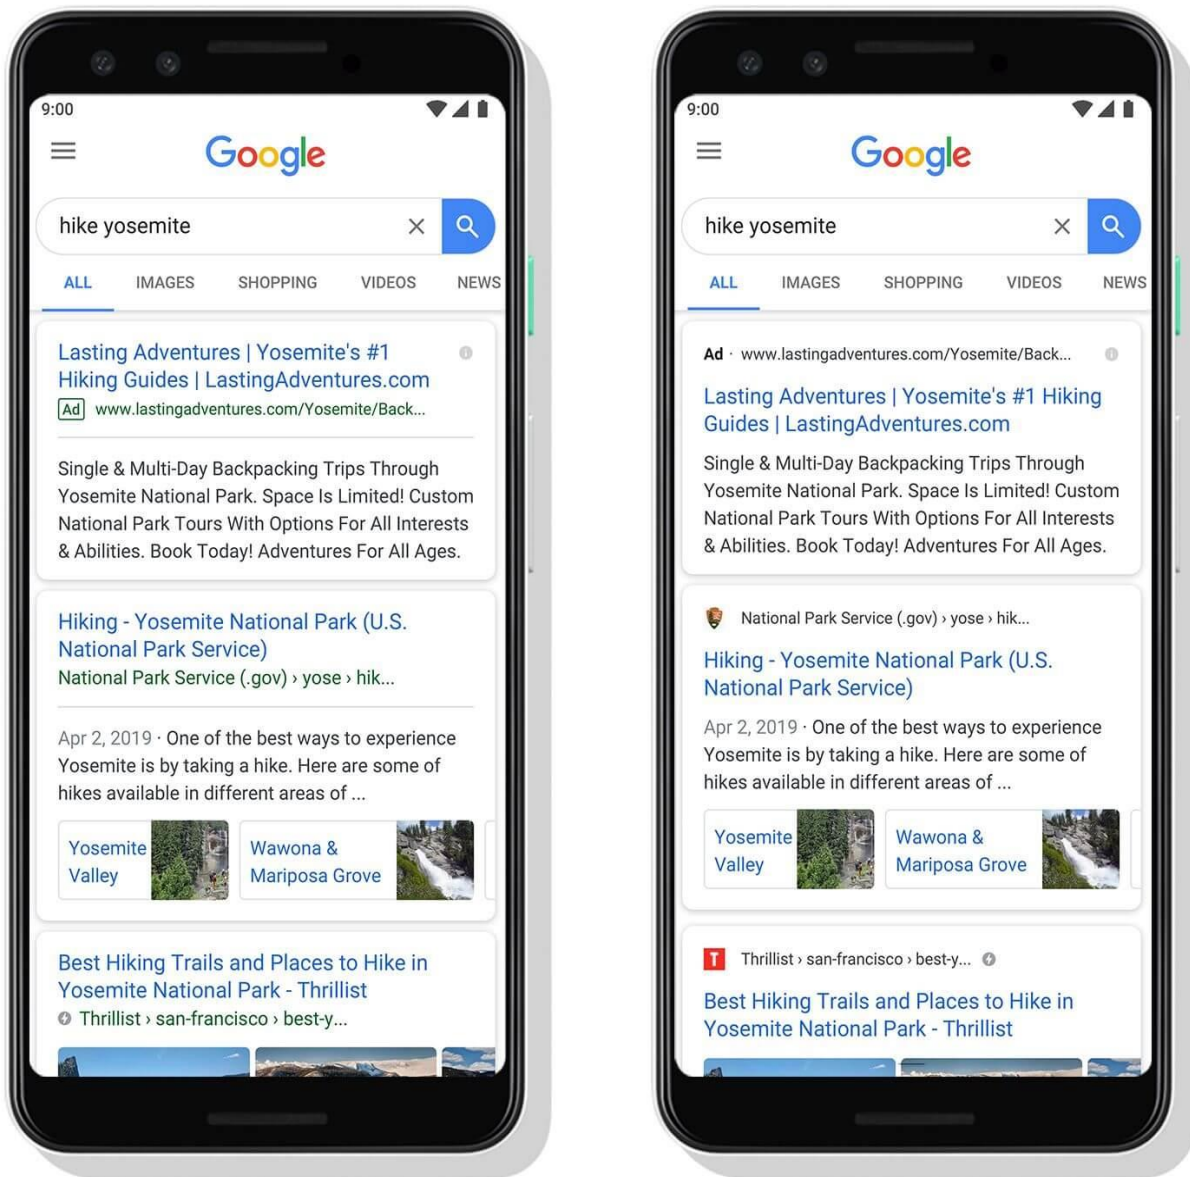 9:00
Google
hike yosemite
ALL IMAGES SHOPPING VIDEOS NEWS
Lasting Adventures | Yosemite's #1
Hiking Guides | LastingAdventures.com
Ad www.lastingadventures.com/Yosemite/Back...
Single & Multi-Day Backpacking Trips Through
Yosemite National Park. Space Is Limited! Custom
National Park Tours With Options For All Interests
& Abilities. Book Today! Adventures For All Ages.
Hiking - Yosemite National Park (U.S.
National Park Service)
National Park Service (.gov) › yose › hik...
Apr 2, 2019 · One of the best ways to experience
Yosemite is by taking a hike. Here are some of
hikes available in different areas of ...
Yosemite
Valley
Wawona &
Mariposa Grove
Best Hiking Trails and Places to Hike in
Yosemite National Park - Thrillist
Thrillist › san-francisco › best-y...
9:00
Google
hike yosemite
ALL IMAGES SHOPPING VIDEOS NEWS
Ad · www.lastingadventures.com/Yosemite/Back...
Lasting Adventures | Yosemite's #1 Hiking
Guides | LastingAdventures.com
Single & Multi-Day Backpacking Trips Through
Yosemite National Park. Space Is Limited! Custom
National Park Tours With Options For All Interests
& Abilities. Book Today! Adventures For All Ages.
National Park Service (.gov) › yose › hik...
Hiking - Yosemite National Park (U.S.
National Park Service)
Apr 2, 2019 · One of the best ways to experience
Yosemite is by taking a hike. Here are some of
hikes available in different areas of ...
Yosemite
Valley
Wawona &
Mariposa Grove
T Thrillist › san-francisco › best-y...
Best Hiking Trails and Places to Hike in
Yosemite National Park - Thrillist